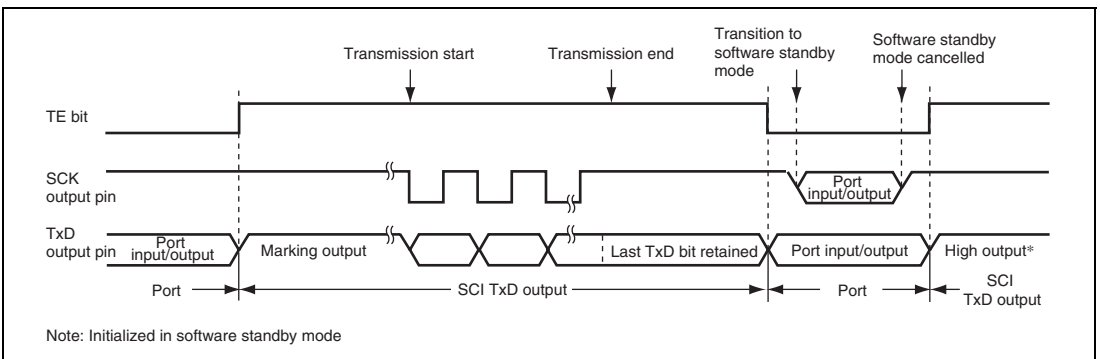 Transmission start
Transmission end
Transition to
software standby
mode
Software standby
mode cancelled
TE bit
SCK
output pin
Port
input/output
TxD
output pin
Port
input/output
Marking output
Last TxD bit retained
Port input/output
High output*
Port
SCI TxD output
Port
SCI
TxD output
Note: Initialized in software standby mode